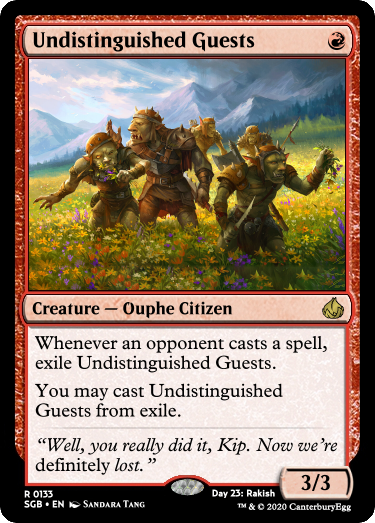 Undistinguished Guests
Creature — Ouphe Citizen
Whenever an opponent casts a spell,
exile Undistinguished Guests.
You may cast Undistinguished
Guests from exile.
“Well, you really did it, Kip. Now we’re
definitely lost.”
3/3
R 0133
Day 23: Rakish
SGB • EN Sandara Tang
™ & © 2020 CanterburyEgg